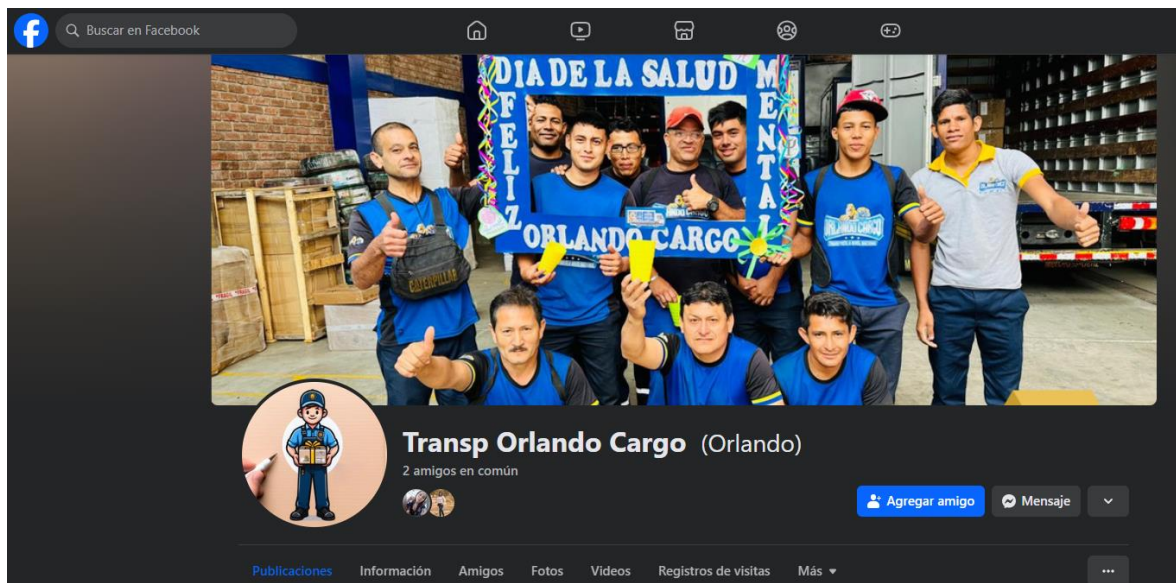 Buscar en Facebook
DIA DE LA SALUD
FELIZ
MENTAL
ORLANDO CARGO
CATERPILLAR
ORLANDO CARGO
Transp Orlando Cargo (Orlando)
2 amigos en común
Agregar amigo
Mensaje
Publicaciones
Información
Amigos
Fotos
Videos
Registros de visitas
Más